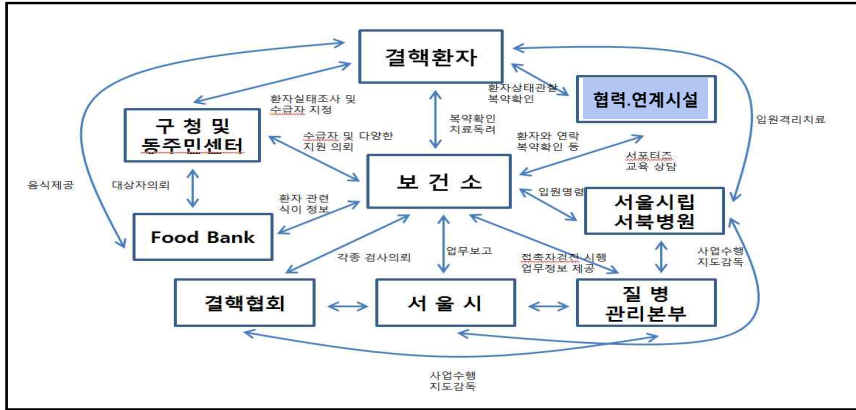 결핵환자
환자실태조사 및
수급자 지정
환자상태관찰
복약확인
협력.연계시설
구 청 및
동주민센터
복약확인
치료독려
입원격리치료
수급자 및 다양한
지원 의뢰
환자와 연락
복약확인 등
서포터즈
교육 상담
음식제공
대상자의뢰
보 건 소
환자 관련
식이 정보
입원명령
서울시립
서북병원
Food Bank
각종 검사의뢰
업무보고
접촉자검진 시행
업무정보 제공
사업수행
지도감독
결핵협회
서 울 시
질 병
관리본부
사업수행
지도감독